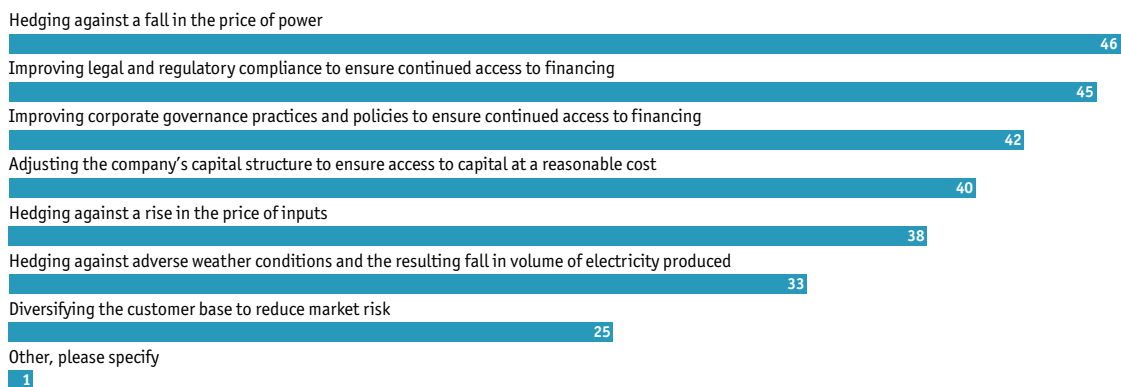 Hedging against a fall in the price of power
46
Improving legal and regulatory compliance to ensure continued access to financing
45
Improving corporate governance practices and policies to ensure continued access to financing
42
Adjusting the company's capital structure to ensure access to capital at a reasonable cost
40
Hedging against a rise in the price of inputs
38
Hedging against adverse weather conditions and the resulting fall in volume of electricity produced
33
Diversifying the customer base to reduce market risk
25
Other, please specify
1